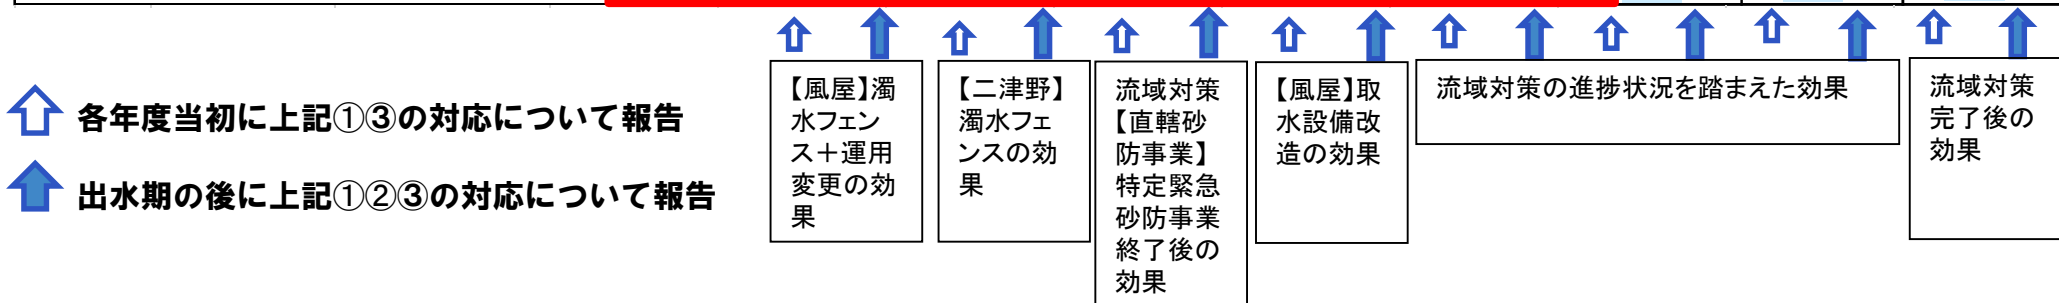 各年度当初に上記①③の対応について報告
出水期の後に上記①②③の対応について報告
【風屋】濁
水フェン
ス＋運用
変更の効
果
【二津野】
濁水フェ
ンスの効
果
流域対策
【直轄砂
防事業】
特定緊急
砂防事業
終了後の
効果
【風屋】取
水設備改
造の効果
流域対策の進捗状況を踏まえた効果
流域対策
完了後の
効果